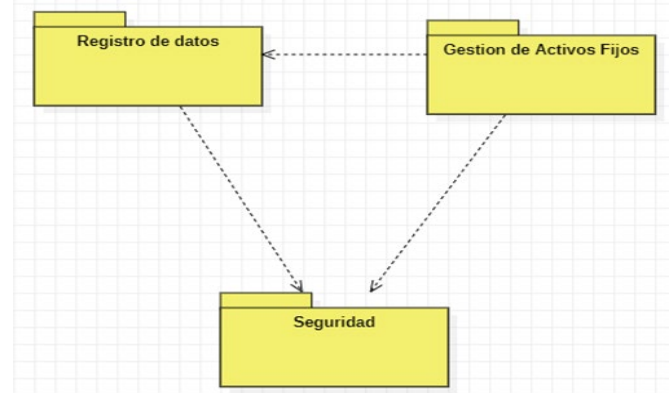 Registro de datos
Gestion de Activos Fijos
Seguridad